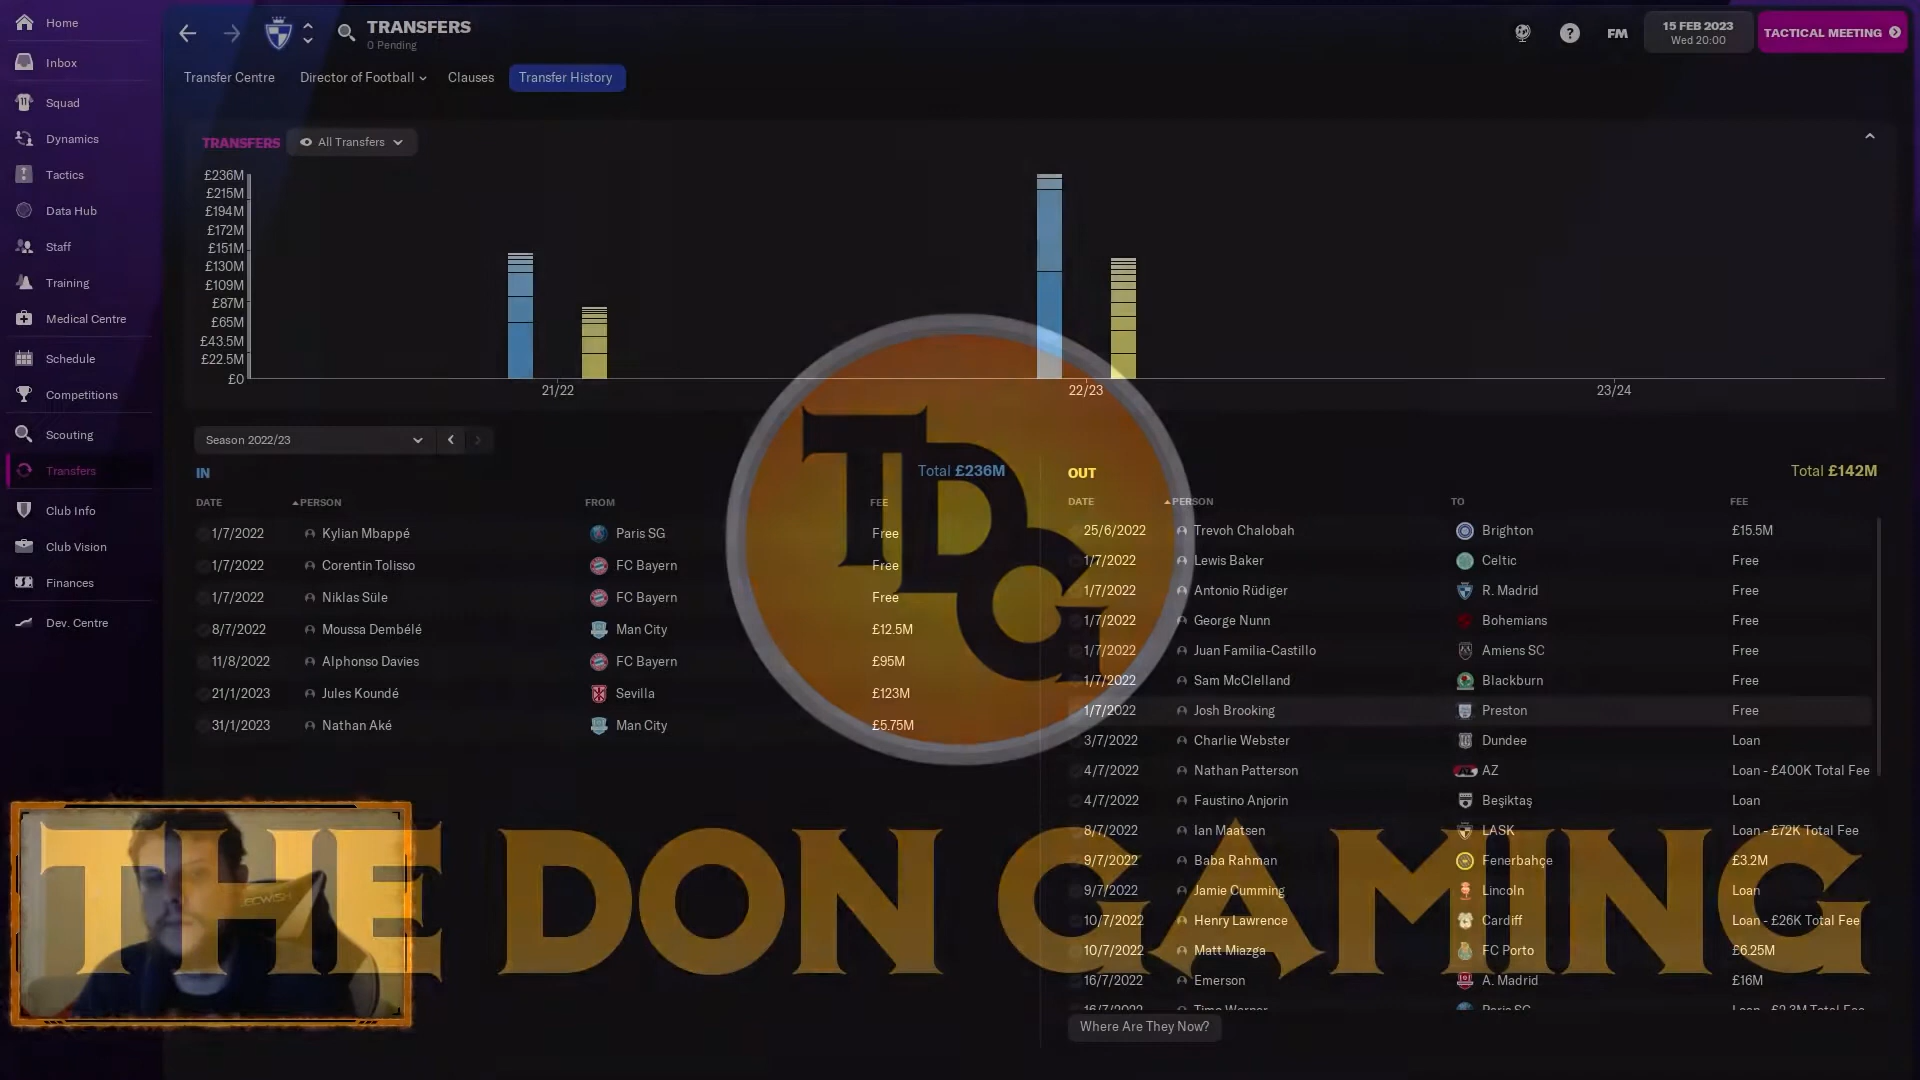 Home
Inbox
Squad
Dynamics
Tactics
Data Hub
Staff
Training
Medical Centre
Schedule
Competitions
Scouting
Transfers
Club Info
Club Vision
Finances
Dev. Centre
TRANSFERS
0 Pending
FM
15 FEB 2023
Wed 20:00
TACTICAL MEETING
Transfer Centre Director of Football Clauses Transfer History
TRANSFERS All Transfers
£236M
£215M
£194M
£172M
£151M
£130M
£109M
£87M
£65M
£43.5M
£22.5M
£0
21/22 22/23 23/24
Season 2022/23
IN Total £236M
DATE PERSON FROM FEE
1/7/2022 Kylian Mbappé Paris SG Free
1/7/2022 Corentin Tolisso FC Bayern Free
1/7/2022 Niklas Süle FC Bayern Free
8/7/2022 Moussa Dembélé Man City £12.5M
11/8/2022 Alphonso Davies FC Bayern £95M
21/1/2023 Jules Koundé Sevilla £123M
31/1/2023 Nathan Aké Man City £5.75M
OUT Total £142M
DATE PERSON TO FEE
25/6/2022 Trevoh Chalobah Brighton £15.5M
1/7/2022 Lewis Baker Celtic Free
1/7/2022 Antonio Rüdiger R. Madrid Free
1/7/2022 George Nunn Bohemians Free
1/7/2022 Juan Familia-Castillo Amiens SC Free
1/7/2022 Sam McClelland Blackburn Free
1/7/2022 Josh Brooking Preston Free
3/7/2022 Charlie Webster Dundee Loan
4/7/2022 Nathan Patterson AZ Loan - £400K Total Fee
4/7/2022 Faustino Anjorin Beşiktaş Loan
8/7/2022 Ian Maatsen LASK Loan - £72K Total Fee
9/7/2022 Baba Rahman Fenerbahçe £3.2M
9/7/2022 Jamie Cumming Lincoln Loan
10/7/2022 Henry Lawrence Cardiff Loan - £26K Total Fee
10/7/2022 Matt Miazga FC Porto £6.25M
16/7/2022 Emerson A. Madrid £16M
16/7/2022 Timo Werner Paris SG Loan - £2.3M Total Fee
Where Are They Now?
TDG
THE DON GAMING